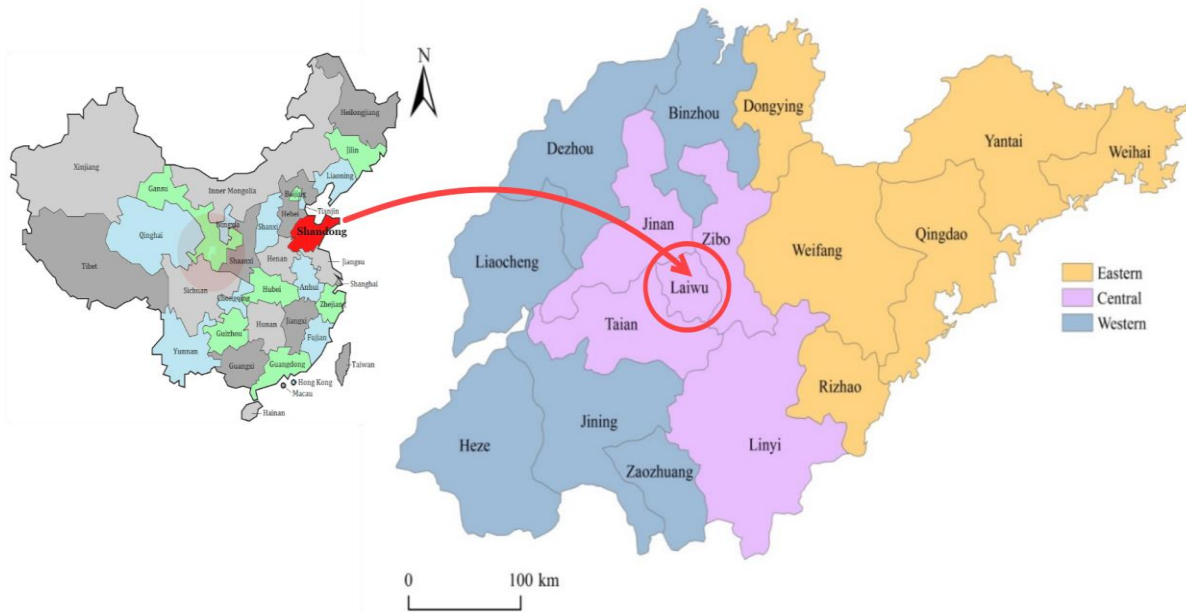 N
Heilongjiang
Jilin
Xinjiang
Liaoning
Inner Mongolia
Gansu
Beijing
Tianjin
Hebei
Ningxia
Shanxi
Shandong
Qinghai
Shaanxi
Henan
Jiangsu
Tibet
Shanghai
Sichuan
Hubei
Anhui
Chongqing
Zhejiang
Hunan
Jiangxi
Guizhou
Fujian
Yunnan
Guangxi
Guangdong
Taiwan
Hong Kong
Macau
Hainan
Dongying
Binzhou
Yantai
Dezhou
Weihai
Jinan
Zibo
Qingdao
Weifang
Liaocheng
Laiwu
Taian
Eastern
Central
Western
Rizhao
Jining
Linyi
Heze
Zaozhuang
0 100 km